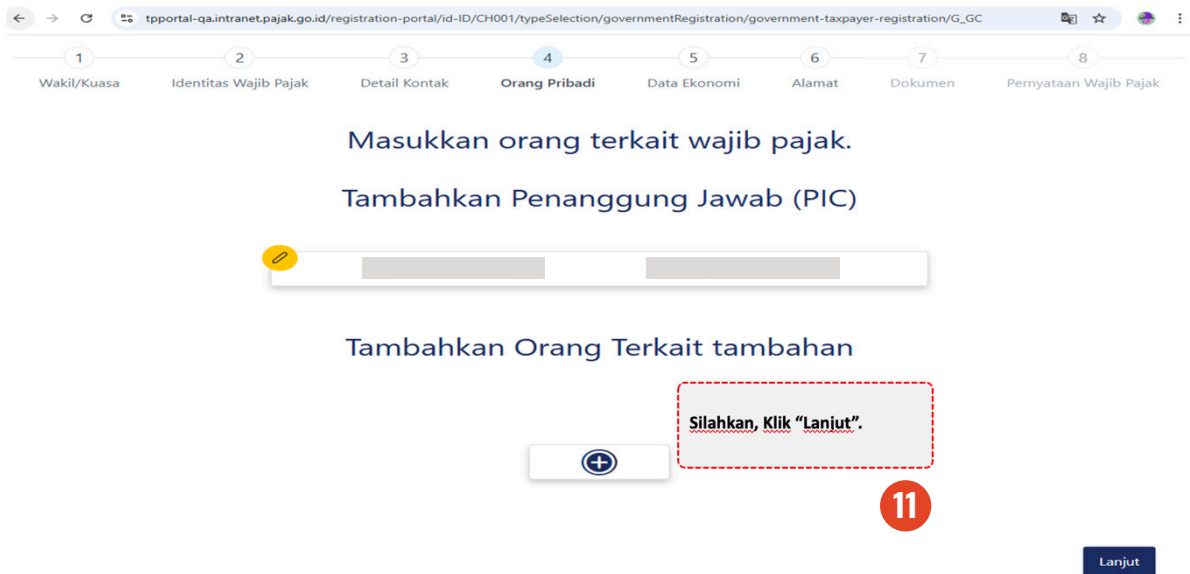 tpportal-qa.intranet.pajak.go.id/registration-portal/id-ID/CH001/typeSelection/governmentRegistration/government-taxpayer-registration/G_GC
1 2 3 4 5 6 7 8
Wakil/Kuasa Identitas Wajib Pajak Detail Kontak Orang Pribadi Data Ekonomi Alamat Dokumen Pernyataan Wajib Pajak
Masukkan orang terkait wajib pajak.
Tambahkan Penanggung Jawab (PIC)
Tambahkan Orang Terkait tambahan
Silahkan, Klik “Lanjut”.
11
Lanjut